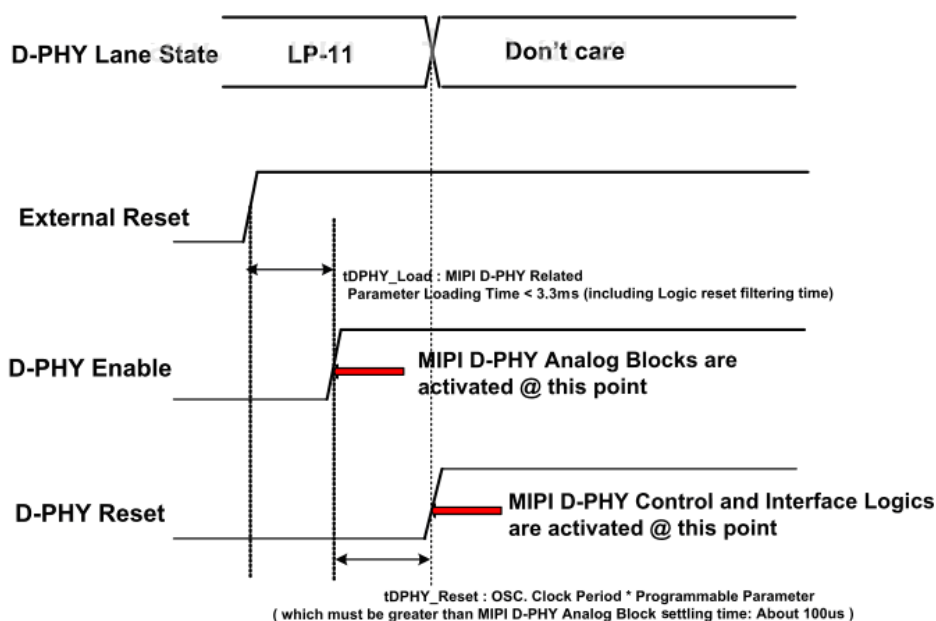 D-PHY Lane State
LP-11
Don't care
External Reset
tDPHY_Load : MIPI D-PHY Related
Parameter Loading Time < 3.3ms (including Logic reset filtering time)
D-PHY Enable
MIPI D-PHY Analog Blocks are
activated @ this point
D-PHY Reset
MIPI D-PHY Control and Interface Logics
are activated @ this point
tDPHY_Reset : OSC. Clock Period * Programmable Parameter
( which must be greater than MIPI D-PHY Analog Block settling time: About 100us )